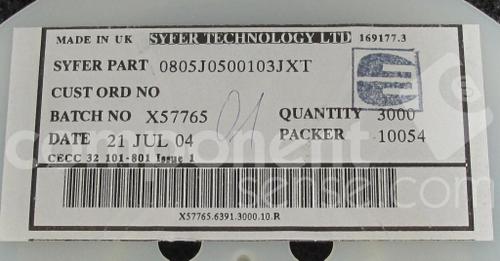 MADE IN UK SYFER TECHNOLOGY LTD 169177.3
SYFER PART 0805J0500103JXT
CUST ORD NO
BATCH NO X57765 QUANTITY 3000
DATE 21 JUL 04 PACKER 10054
CECC 32 101-801 Issue 1
01
component
sense.com
X57765.6391.3000.10.R